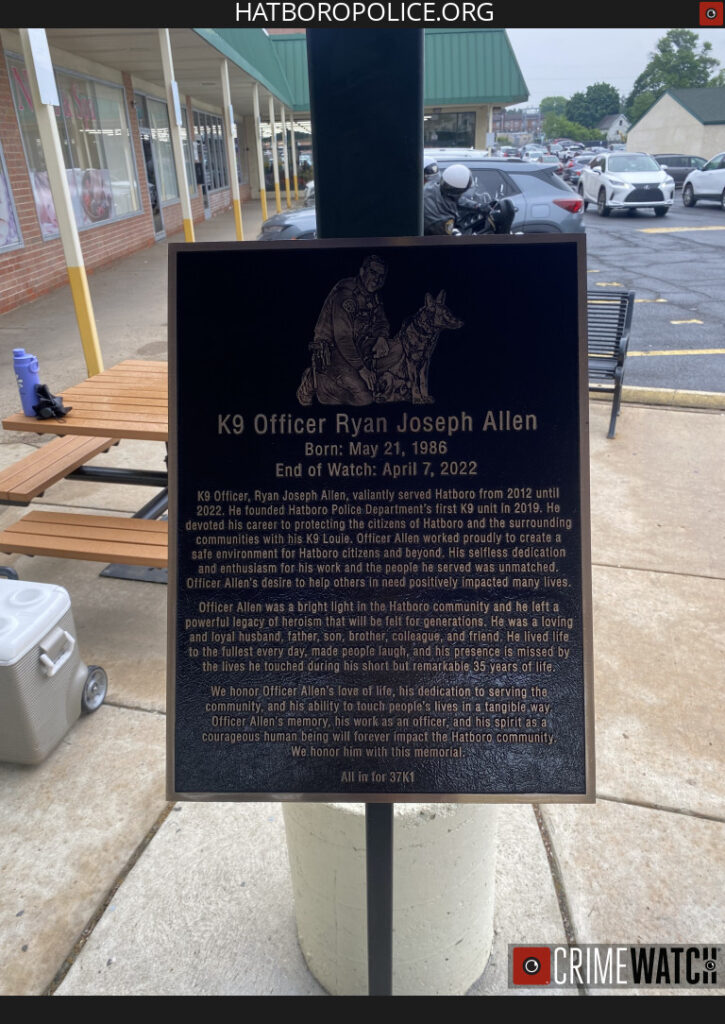 HATBOROPOLICE.ORG
K9 Officer Ryan Joseph Allen
Born: May 21, 1986
End of Watch: April 7, 2022
K9 Officer, Ryan Joseph Allen, valiantly served Hatboro from 2012 until
2022. He founded Hatboro Police Department's first K9 unit in 2019. He
devoted his career to protecting the citizens of Hatboro and the surrounding
communities with his K9 Louie. Officer Allen worked proudly to create a
safe environment for Hatboro citizens and beyond. His selfless dedication
and enthusiasm for his work and the people he served was unmatched.
Officer Allen's desire to help others in need positively impacted many lives.
Officer Allen was a bright light in the Hatboro community and he left a
powerful legacy of heroism that will be felt for generations. He was a loving
and loyal husband, father, son, brother, colleague, and friend. He lived life
to the fullest every day, made people laugh, and his presence is missed by
the lives he touched during his short but remarkable 35 years of life.
We honor Officer Allen's love of life, his dedication to serving the
community, and his ability to touch people's lives in a tangible way.
Officer Allen's memory, his work as an officer, and his spirit as a
courageous human being will forever impact the Hatboro community.
We honor him with this memorial.
All in for 37K1
CRIMEWATCH